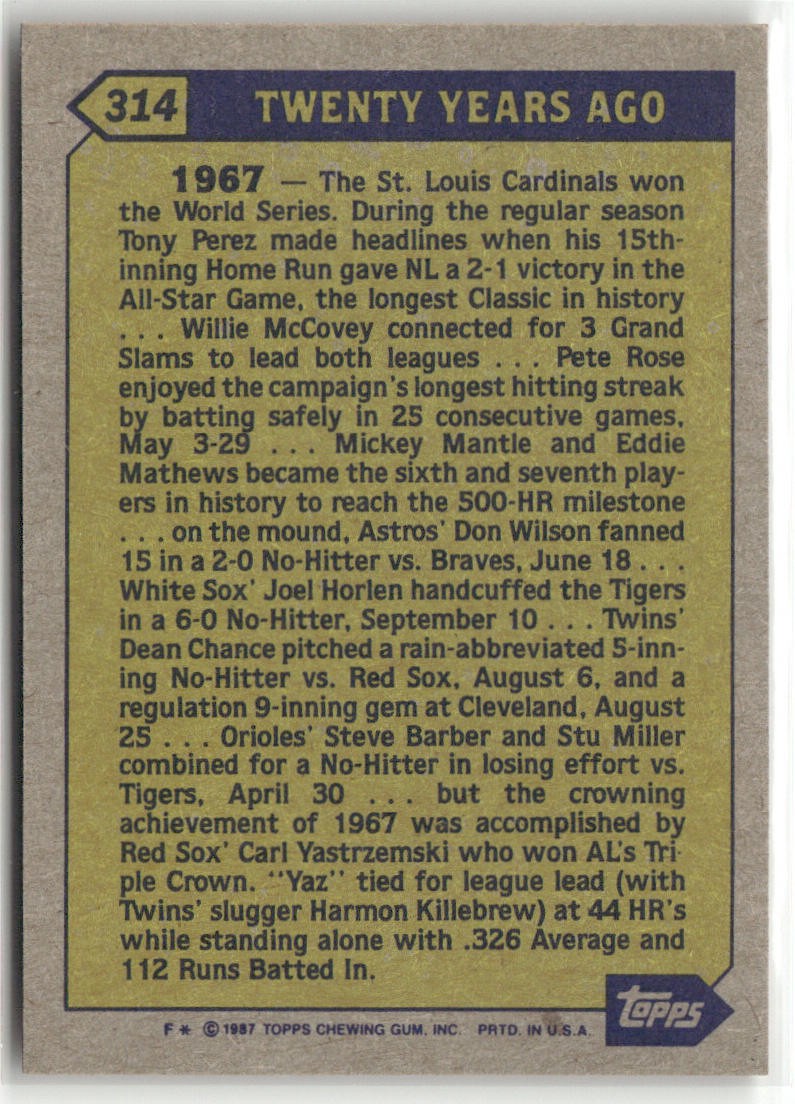 314 TWENTY YEARS AGO
1967 — The St. Louis Cardinals won
the World Series. During the regular season
Tony Perez made headlines when his 15th-
inning Home Run gave NL a 2-1 victory in the
All-Star Game, the longest Classic in history
. . . Willie McCovey connected for 3 Grand
Slams to lead both leagues . . . Pete Rose
enjoyed the campaign's longest hitting streak
by batting safely in 25 consecutive games,
May 3-29 . . . Mickey Mantle and Eddie
Mathews became the sixth and seventh play-
ers in history to reach the 500-HR milestone
. . . on the mound, Astros' Don Wilson fanned
15 in a 2-0 No-Hitter vs. Braves, June 18 . . .
White Sox' Joel Horlen handcuffed the Tigers
in a 6-0 No-Hitter, September 10 . . . Twins'
Dean Chance pitched a rain-abbreviated 5-inn-
ing No-Hitter vs. Red Sox, August 6, and a
regulation 9-inning gem at Cleveland, August
25 . . . Orioles' Steve Barber and Stu Miller
combined for a No-Hitter in losing effort vs.
Tigers, April 30 . . . but the crowning
achievement of 1967 was accomplished by
Red Sox' Carl Yastrzemski who won AL's Tri-
ple Crown. "Yaz" tied for league lead (with
Twins' slugger Harmon Killebrew) at 44 HR's
while standing alone with .326 Average and
112 Runs Batted In.
topps
F * © 1987 TOPPS CHEWING GUM, INC. PRTD. IN U.S.A.